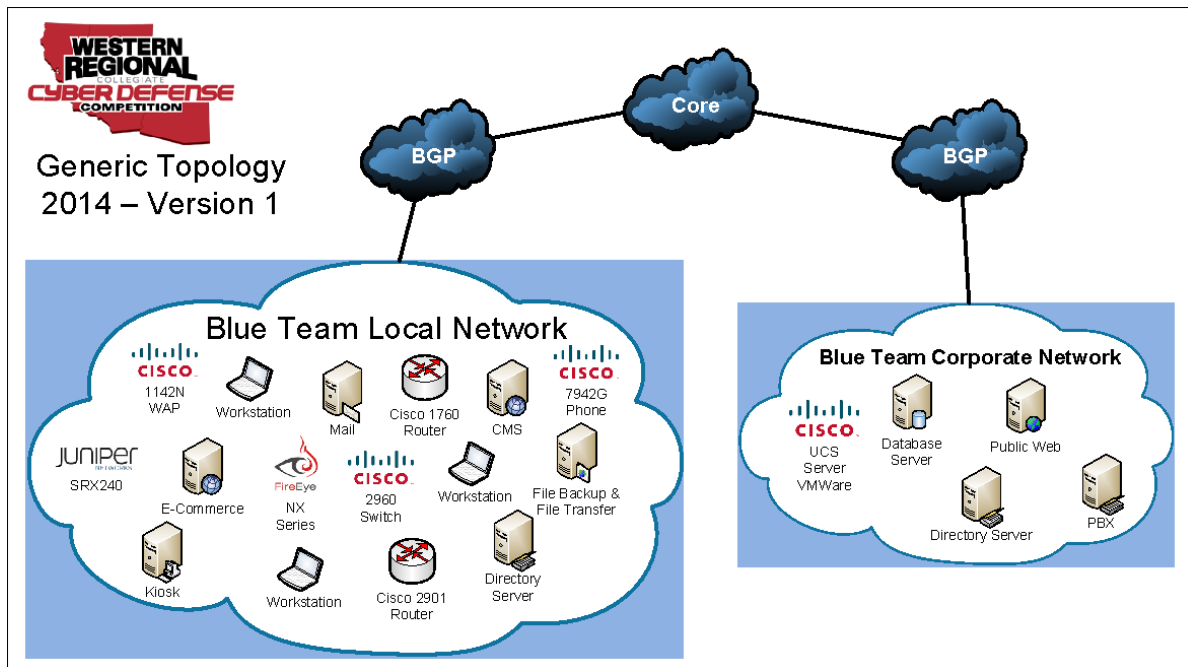 WESTERN
REGIONAL
COLLEGIATE
CYBER DEFENSE
COMPETITION
Generic Topology
2014 – Version 1
Core
BGP
BGP
Blue Team Local Network
CISCO
1142N
WAP
Workstation
Mail
Cisco 1760
Router
CMS
CISCO
7942G
Phone
JUNIPER
NETWORKS
SRX240
E-Commerce
FireEye
NX
Series
CISCO
2960
Switch
Workstation
File Backup &
File Transfer
Kiosk
Workstation
Cisco 2901
Router
Directory
Server
Blue Team Corporate Network
CISCO
UCS
Server
VMWare
Database
Server
Public Web
Directory Server
PBX